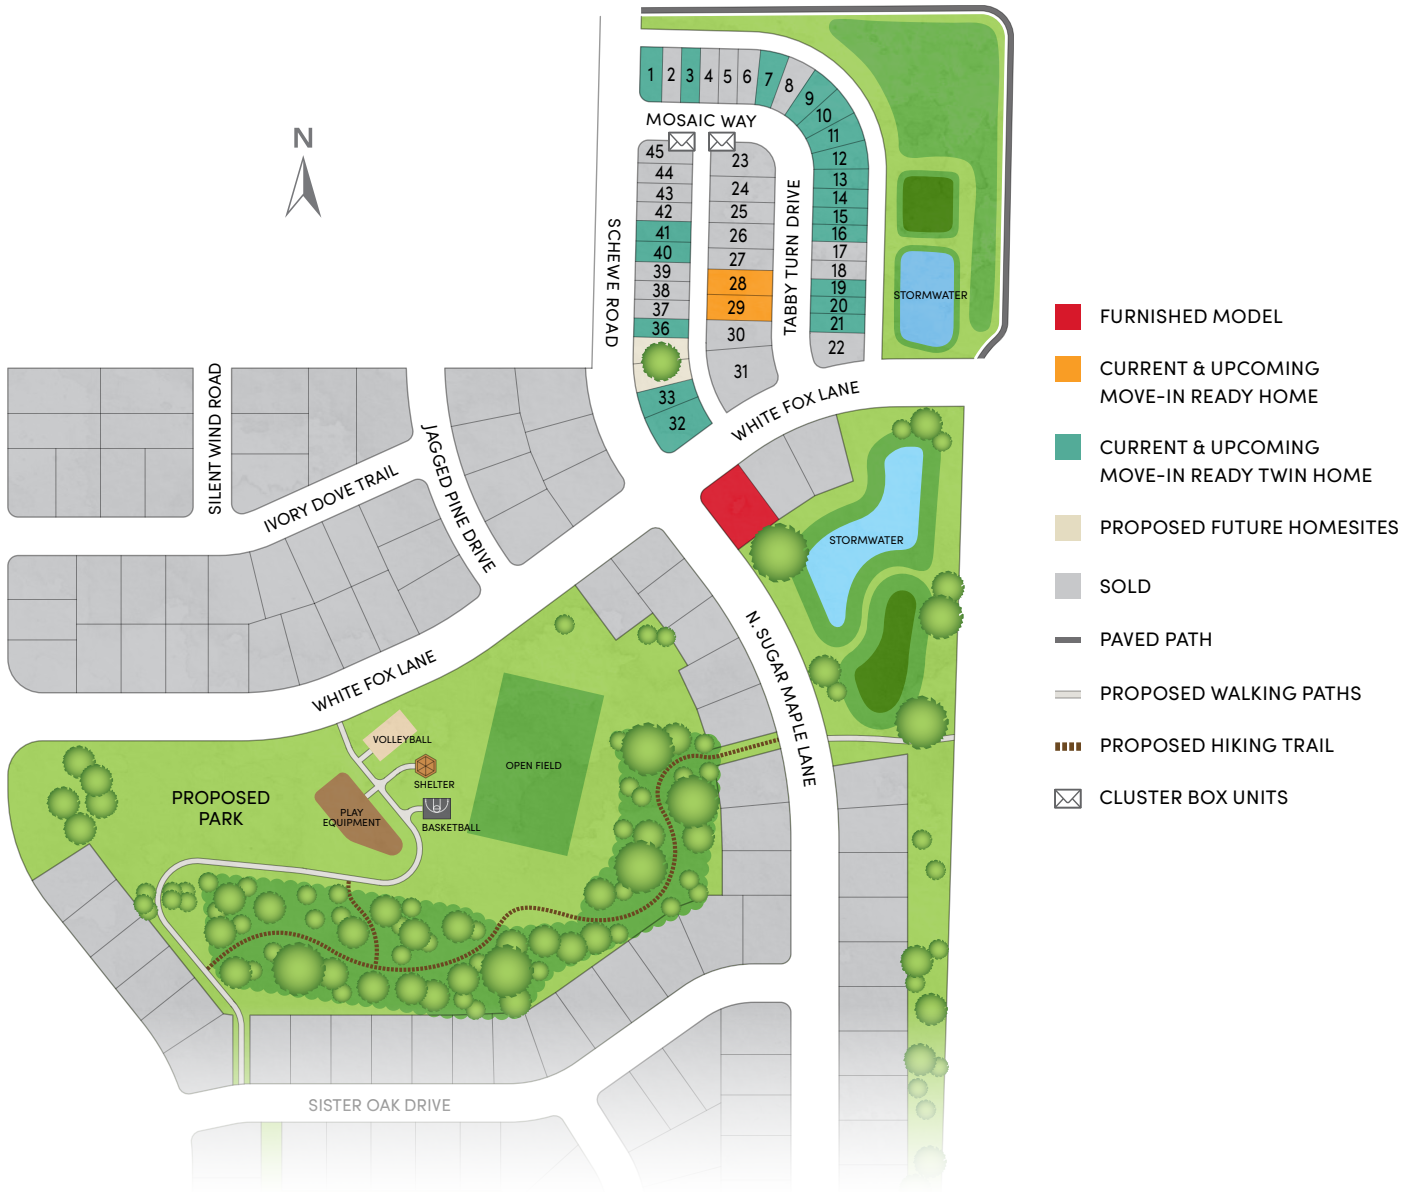 N
1 2 3 4 5 6 7 8 9 10 11 12 13 14 15 16 17 18 19 20 21 22
MOSAIC WAY
45
44
43
42
41
40
39
38
37
36
33
32
23
24
25
26
27
28
29
30
31
SCHEWE ROAD
TABBY TURN DRIVE
STORMWATER
WHITE FOX LANE
SILENT WIND ROAD
IVORY DOVE TRAIL
JAGGED PINE DRIVE
STORMWATER
N. SUGAR MAPLE LANE
WHITE FOX LANE
VOLLEYBALL
SHELTER
OPEN FIELD
PROPOSED
PARK
PLAY
EQUIPMENT
BASKETBALL
SISTER OAK DRIVE
FURNISHED MODEL
CURRENT & UPCOMING
MOVE-IN READY HOME
CURRENT & UPCOMING
MOVE-IN READY TWIN HOME
PROPOSED FUTURE HOMESITES
SOLD
PAVED PATH
PROPOSED WALKING PATHS
PROPOSED HIKING TRAIL
CLUSTER BOX UNITS